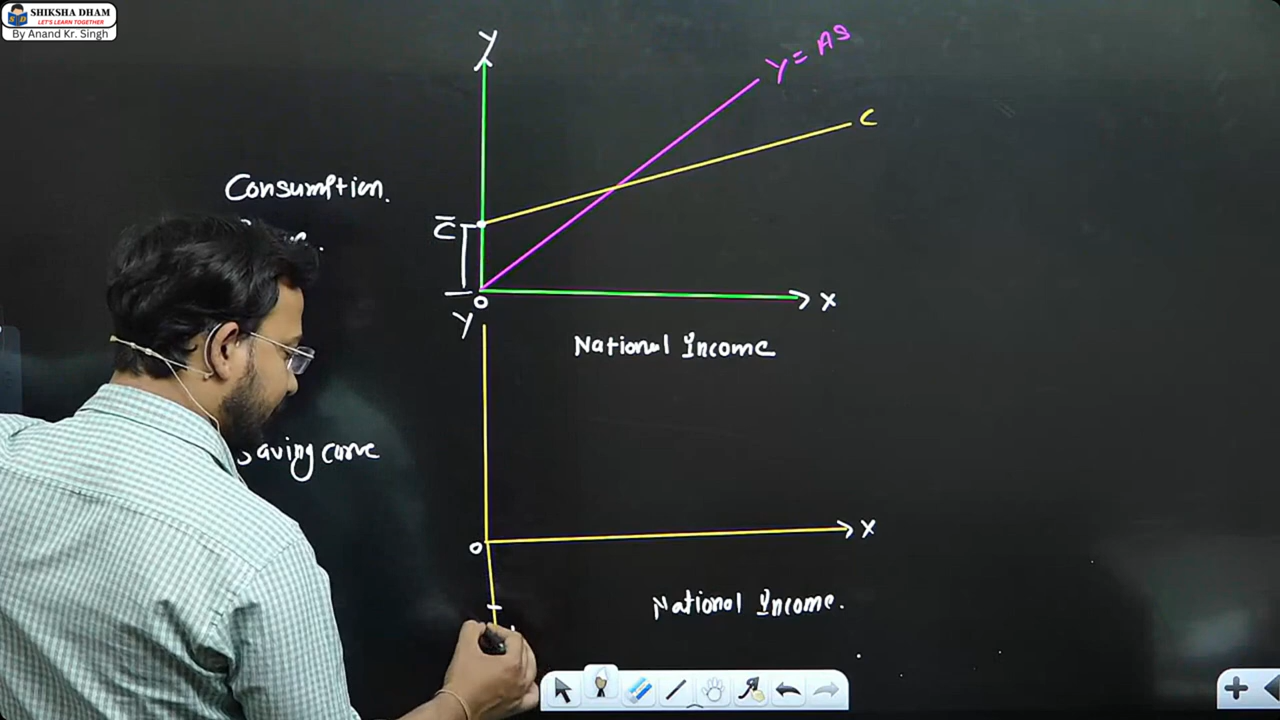 SHIKSHA DHAM
LET'S LEARN TOGETHER
By Anand Kr. Singh
y
Y = AS
C
Consumption.
C̅
O
X
Y
National Income
Saving curve
O
X
National Income.